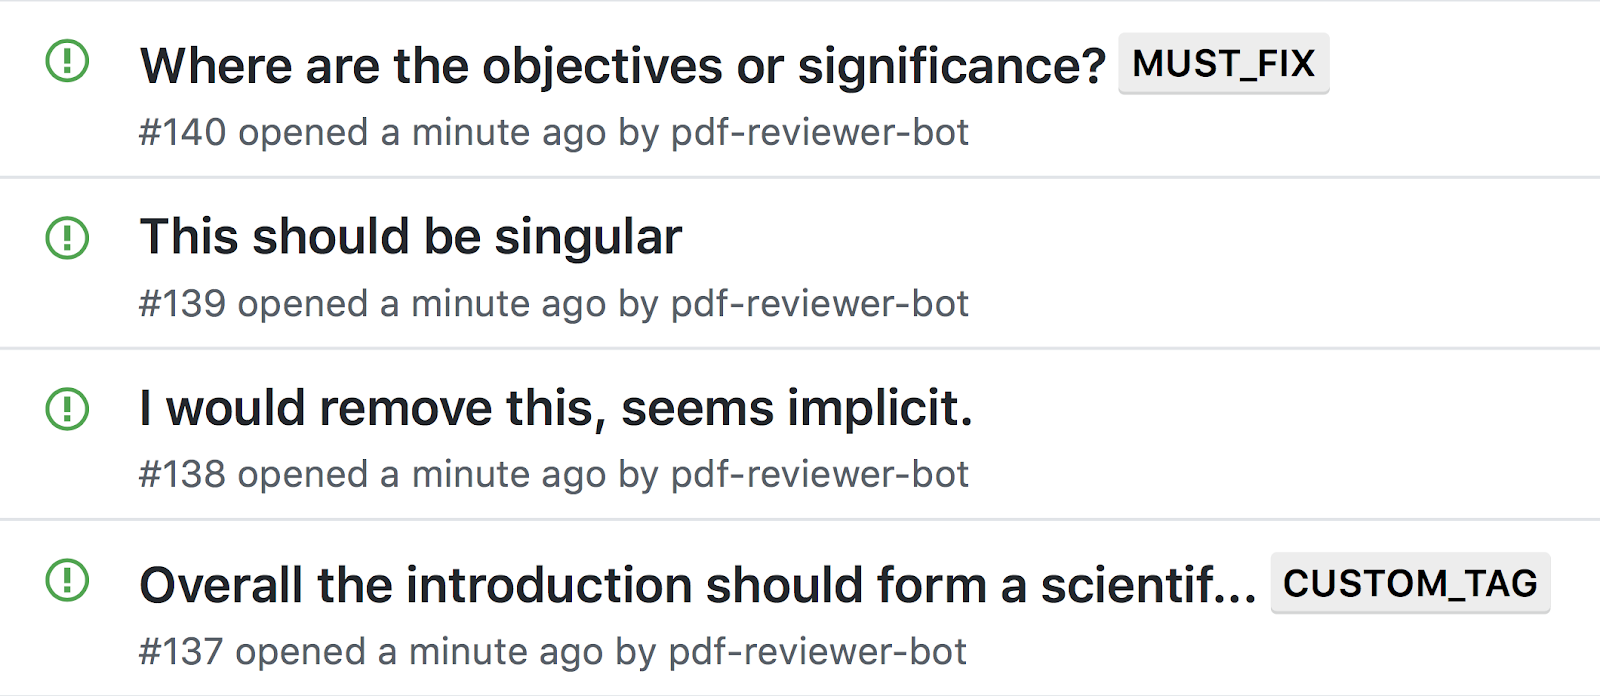 Where are the objectives or significance? MUST_FIX
#140 opened a minute ago by pdf-reviewer-bot
This should be singular
#139 opened a minute ago by pdf-reviewer-bot
I would remove this, seems implicit.
#138 opened a minute ago by pdf-reviewer-bot
Overall the introduction should form a scientif... CUSTOM_TAG
#137 opened a minute ago by pdf-reviewer-bot